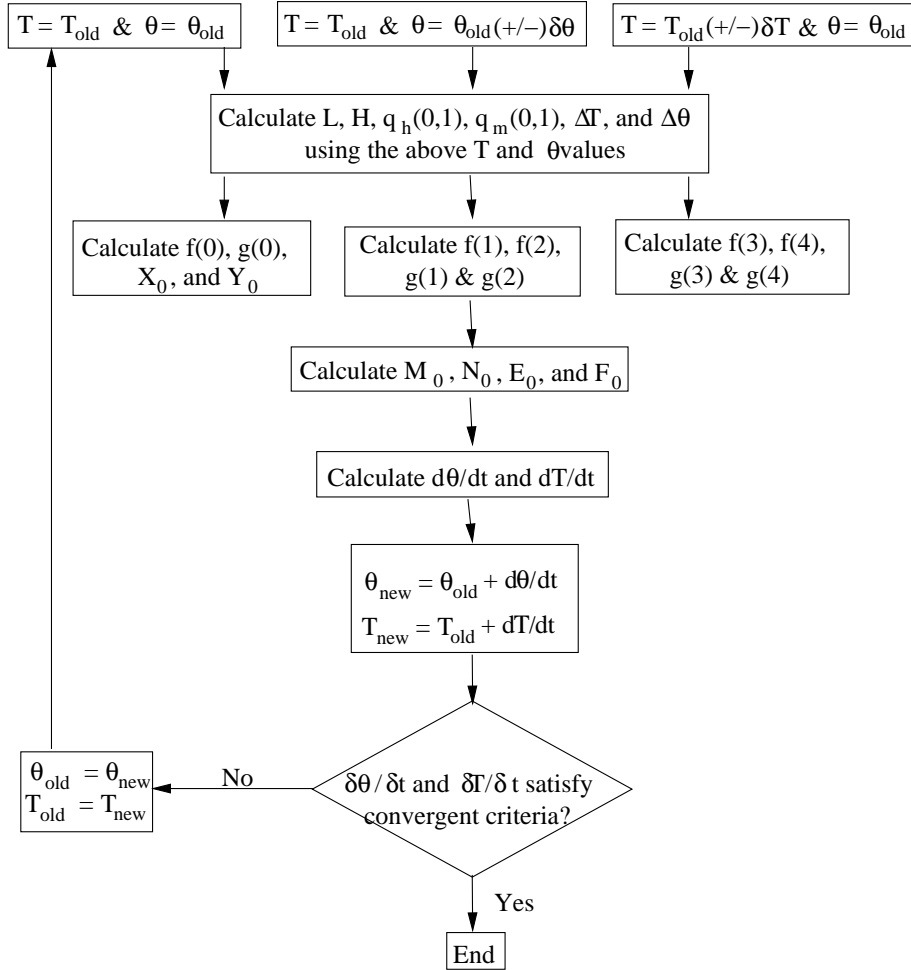 T = T_old & θ = θ_old
T = T_old & θ = θ_old (+/−) δθ
T = T_old (+/−) δT & θ = θ_old
Calculate L, H, q_h (0,1), q_m (0,1), ΔT, and Δθ
using the above T and θ values
Calculate f(0), g(0),
X_0, and Y_0
Calculate f(1), f(2),
g(1) & g(2)
Calculate f(3), f(4),
g(3) & g(4)
Calculate M_0, N_0, E_0, and F_0
Calculate dθ/dt and dT/dt
θ_new = θ_old + dθ/dt
T_new = T_old + dT/dt
δθ/δt and δT/δt satisfy
convergent criteria?
No
θ_old = θ_new
T_old = T_new
Yes
End